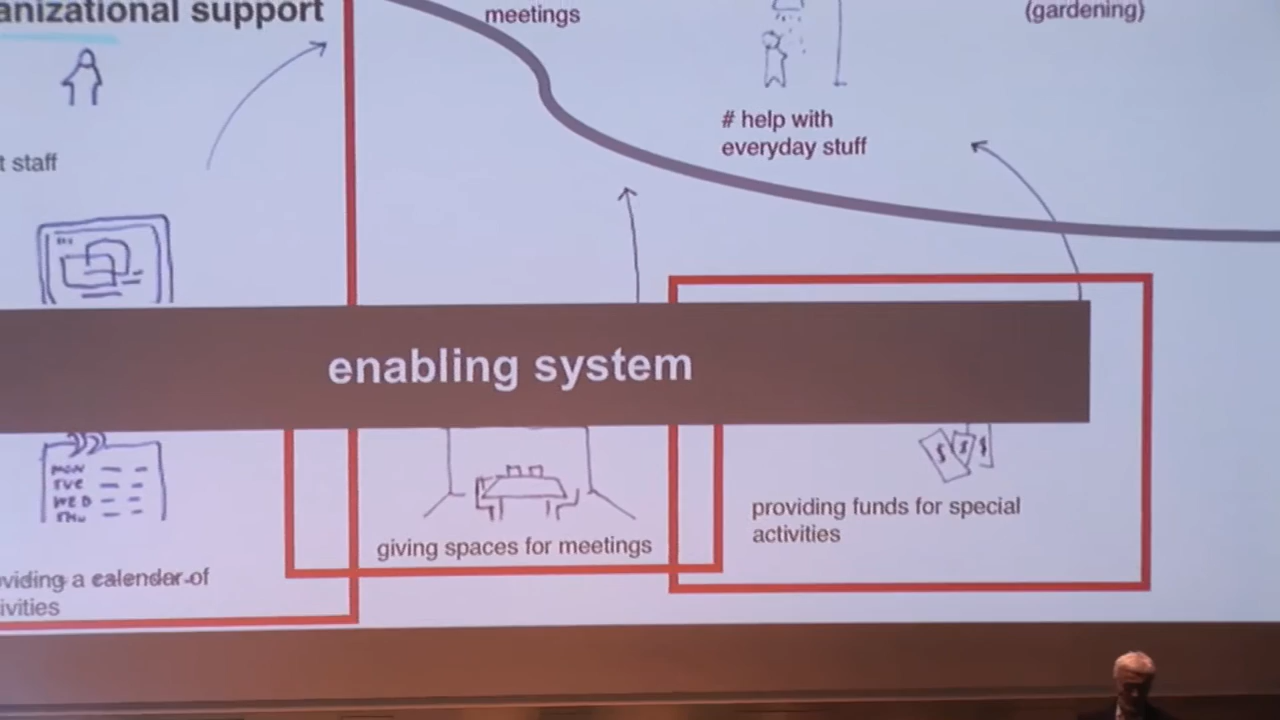 anizational support
meetings
(gardening)
# help with
everyday stuff
t staff
enabling system
MON
TUE
WED
THU
$ $ $
providing funds for special
activities
giving spaces for meetings
viding a calender of
ivities